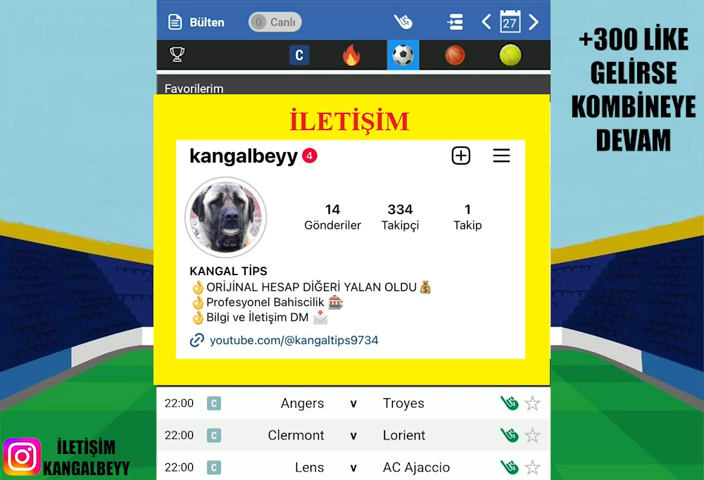 Bülten
0 Canlı
27
C
Favorilerim
+300 LİKE
GELİRSE
KOMBİNEYE
DEVAM
İLETİŞİM
kangalbeyy 4
14 334 1
Gönderiler Takipçi Takip
KANGAL TİPS
👌ORİJİNAL HESAP DİĞERİ YALAN OLDU💰
👌Profesyonel Bahiscilik 🎰
👌Bilgi ve İletişim DM 📩
youtube.com/@kangaltips9734
22:00 C Angers v Troyes
22:00 C Clermont v Lorient
22:00 C Lens v AC Ajaccio
İLETİŞİM
KANGALBEYY